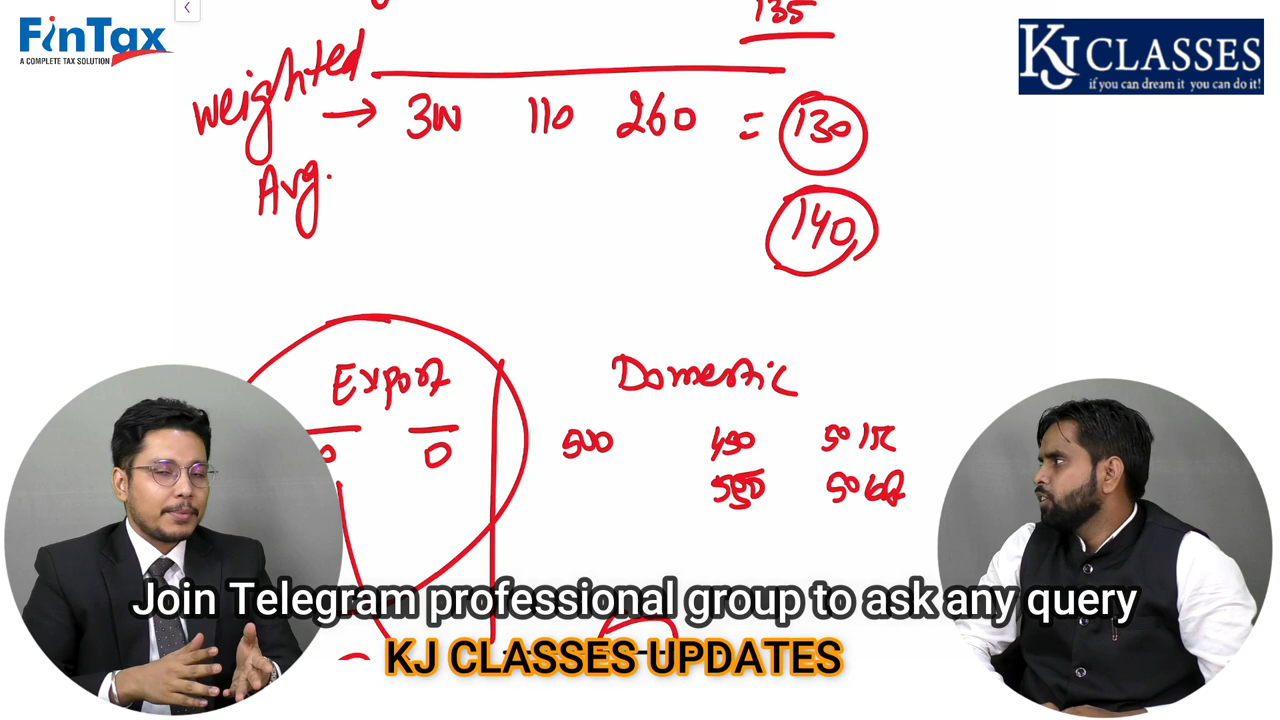 FinTax
A COMPLETE TAX SOLUTION
KJ CLASSES
if you can dream it you can do it!
135
weighted → 300 110 260 = 130
Avg.
140
Export Domestic
0 500 450
0 550
Join Telegram professional group to ask any query
KJ CLASSES UPDATES